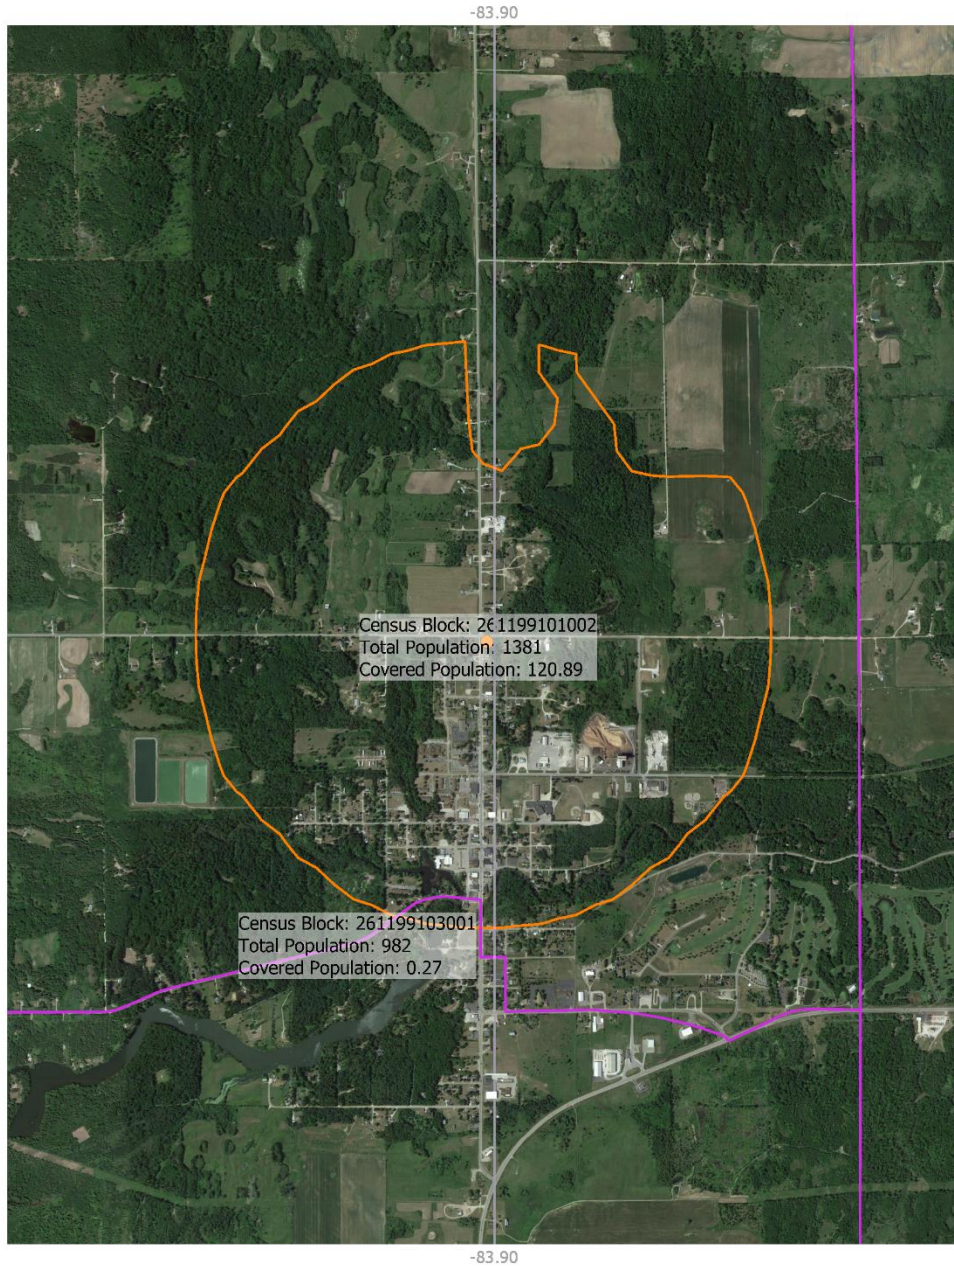 -83.90
Census Block: 261199101002
Total Population: 1381
Covered Population: 120.89
Census Block: 261199103001
Total Population: 982
Covered Population: 0.27
-83.90